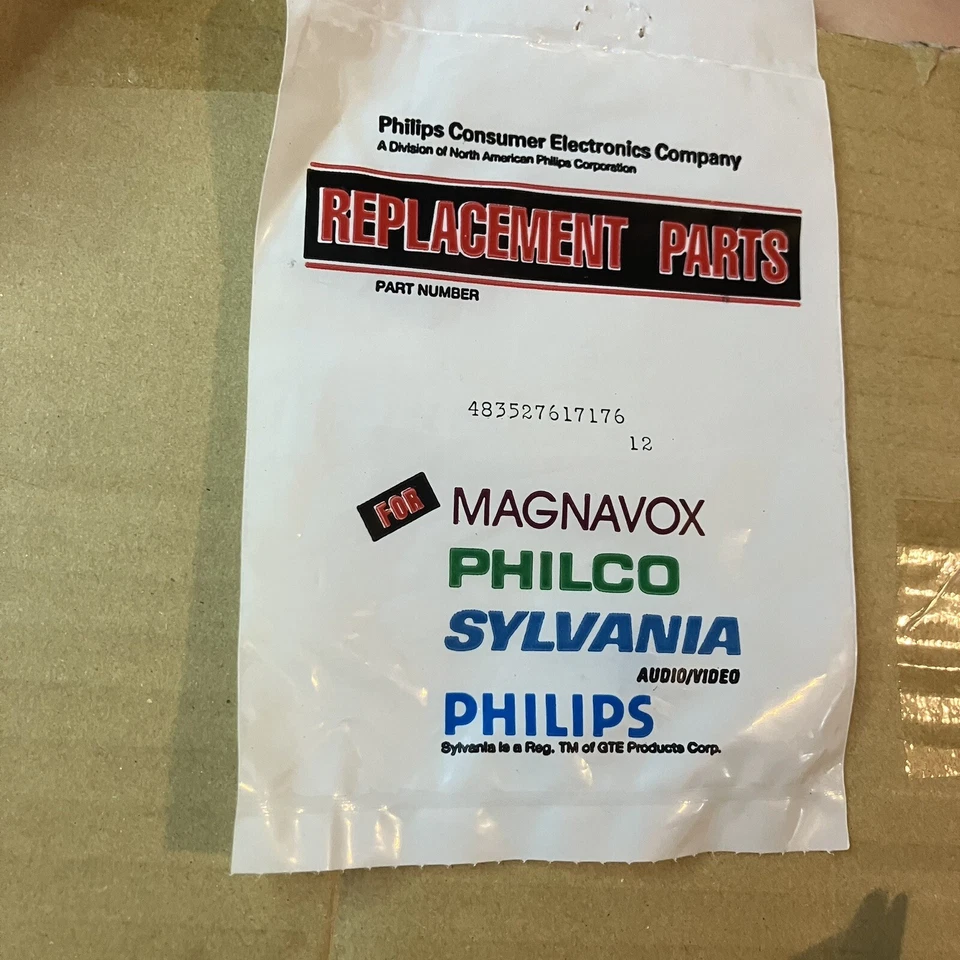 Philips Consumer Electronics Company
A Division of North American Philips Corporation
REPLACEMENT PARTS
PART NUMBER
483527617176
12
FOR MAGNAVOX
PHILCO
SYLVANIA
AUDIO/VIDEO
PHILIPS
Sylvania is a Reg. TM of GTE Products Corp.